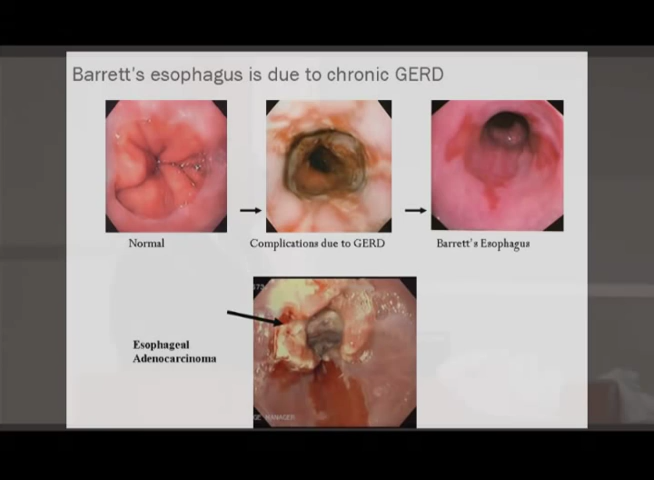 Barrett's esophagus is due to chronic GERD
Normal
Complications due to GERD
Barrett's Esophagus
Esophageal
Adenocarcinoma